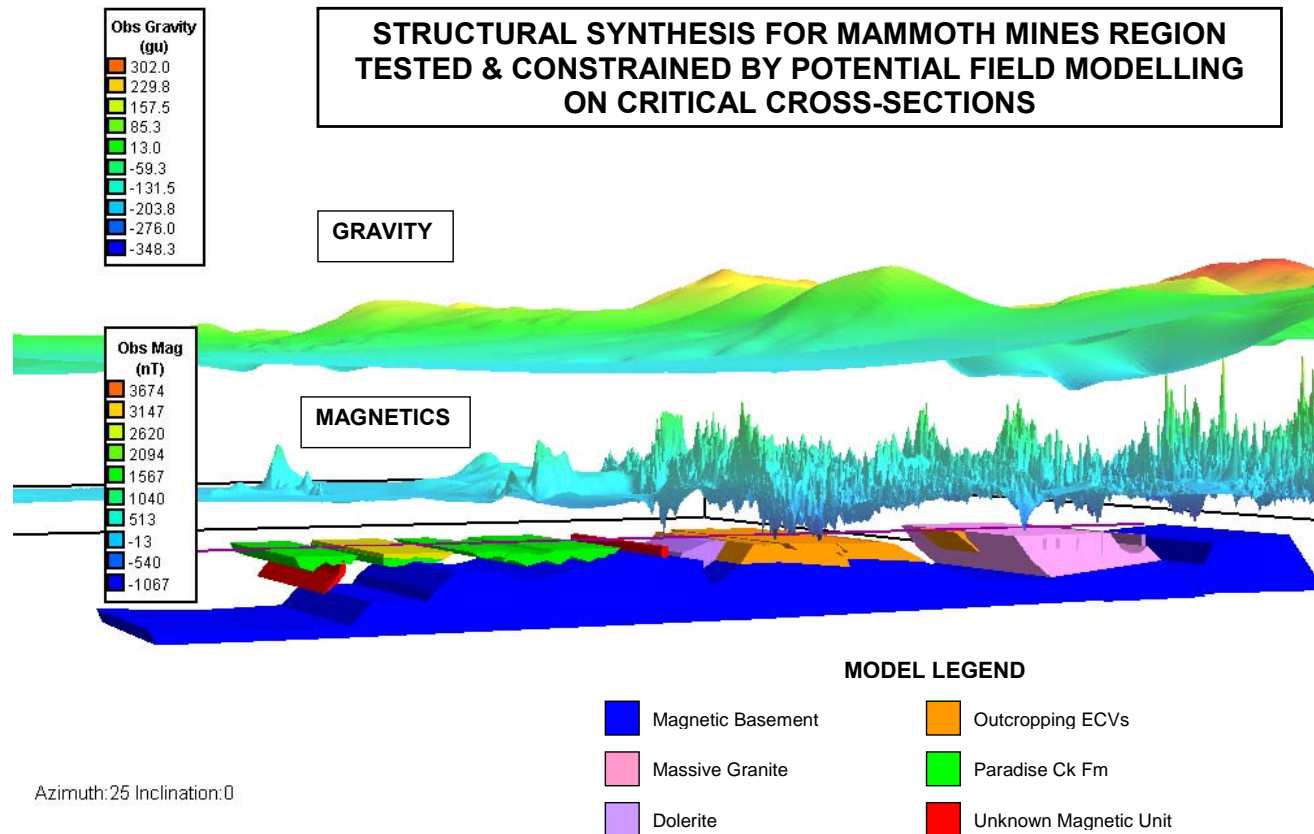 Obs Gravity
(gu)
302.0
229.8
157.5
85.3
13.0
-59.3
-131.5
-203.8
-276.0
-348.3
STRUCTURAL SYNTHESIS FOR MAMMOTH MINES REGION
TESTED & CONSTRAINED BY POTENTIAL FIELD MODELLING
ON CRITICAL CROSS-SECTIONS
GRAVITY
Obs Mag
(nT)
3674
3147
2620
2094
1567
1040
513
-13
-540
-1067
MAGNETICS
MODEL LEGEND
Magnetic Basement
Outcropping ECVs
Massive Granite
Paradise Ck Fm
Dolerite
Unknown Magnetic Unit
Azimuth:25 Inclination:0